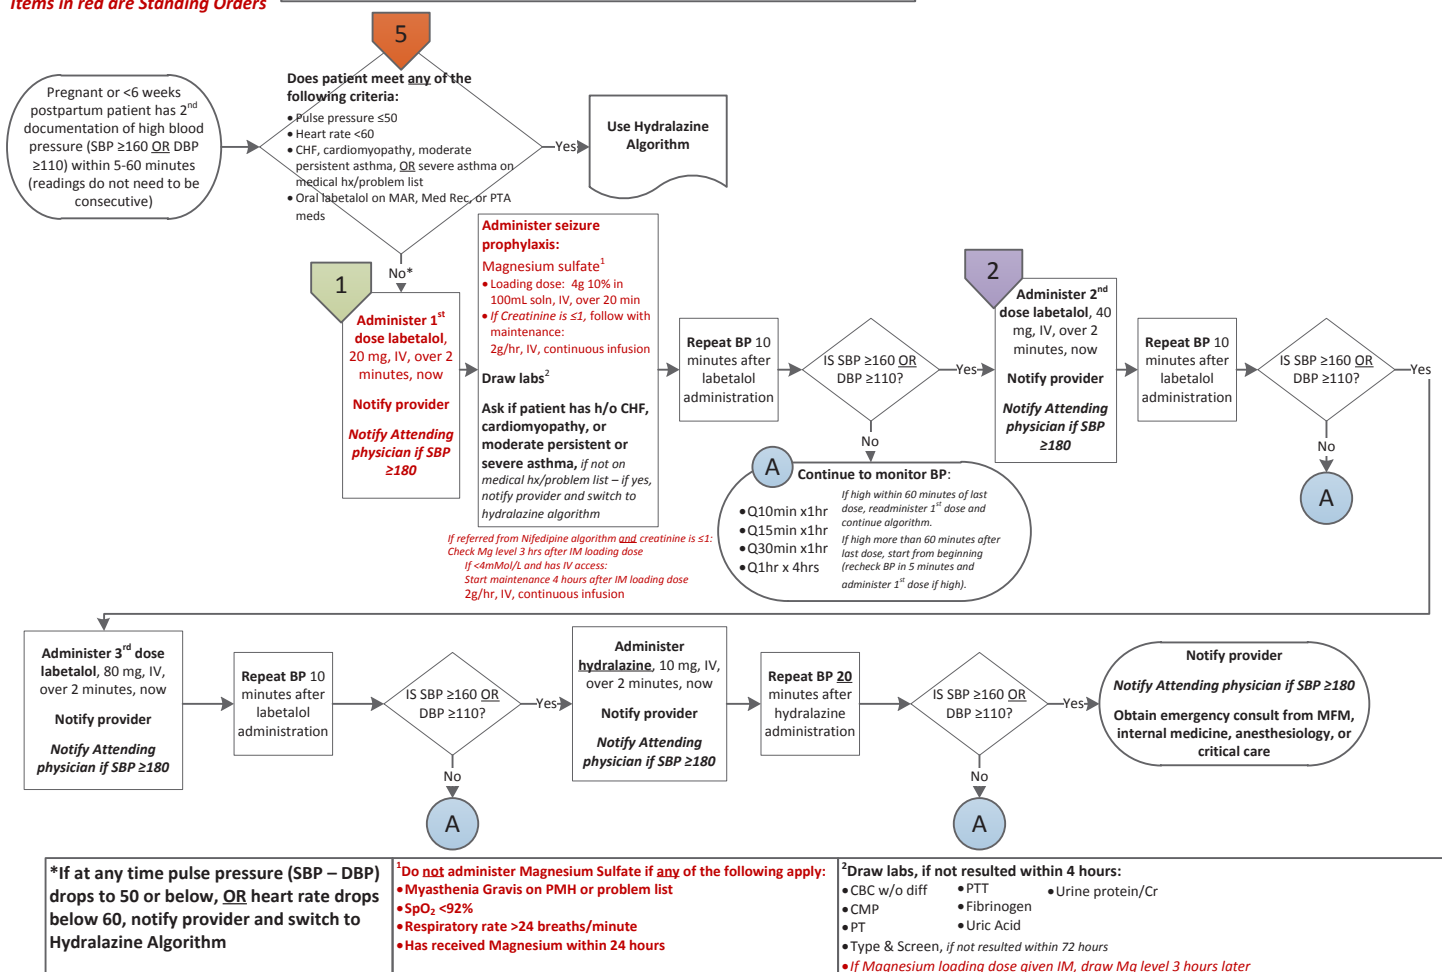 Items in red are Standing Orders
5
Pregnant or <6 weeks
postpartum patient has 2nd
documentation of high blood
pressure (SBP ≥160 OR DBP
≥110) within 5-60 minutes
(readings do not need to be
consecutive)
Does patient meet any of the
following criteria:
• Pulse pressure ≤50
• Heart rate <60
• CHF, cardiomyopathy, moderate
persistent asthma, OR severe asthma on
medical hx/problem list
• Oral labetalol on MAR, Med Rec, or PTA
meds
Yes
Use Hydralazine
Algorithm
No*
1
Administer 1st
dose labetalol,
20 mg, IV, over 2
minutes, now
Notify provider
Notify Attending
physician if SBP
≥180
Administer seizure
prophylaxis:
Magnesium sulfate1
• Loading dose: 4g 10% in
100mL soln, IV, over 20 min
• If Creatinine is ≤1, follow with
maintenance:
2g/hr, IV, continuous infusion
Draw labs2
Ask if patient has h/o CHF,
cardiomyopathy, or
moderate persistent or
severe asthma, if not on
medical hx/problem list – if yes,
notify provider and switch to
hydralazine algorithm
If referred from Nifedipine algorithm and creatinine is ≤1:
Check Mg level 3 hrs after IM loading dose
If <4mMol/L and has IV access:
Start maintenance 4 hours after IM loading dose
2g/hr, IV, continuous infusion
Repeat BP 10
minutes after
labetalol
administration
IS SBP ≥160 OR
DBP ≥110?
Yes
No
A
Continue to monitor BP:
• Q10min x1hr
• Q15min x1hr
• Q30min x1hr
• Q1hr x 4hrs
If high within 60 minutes of last
dose, readminister 1st dose and
continue algorithm.
If high more than 60 minutes after
last dose, start from beginning
(recheck BP in 5 minutes and
administer 1st dose if high).
2
Administer 2nd
dose labetalol, 40
mg, IV, over 2
minutes, now
Notify provider
Notify Attending
physician if SBP
≥180
Repeat BP 10
minutes after
labetalol
administration
IS SBP ≥160 OR
DBP ≥110?
Yes
No
A
Administer 3rd dose
labetalol, 80 mg, IV,
over 2 minutes, now
Notify provider
Notify Attending
physician if SBP ≥180
Repeat BP 10
minutes after
labetalol
administration
IS SBP ≥160 OR
DBP ≥110?
Yes
No
A
Administer
hydralazine, 10 mg, IV,
over 2 minutes, now
Notify provider
Notify Attending
physician if SBP ≥180
Repeat BP 20
minutes after
hydralazine
administration
IS SBP ≥160 OR
DBP ≥110?
Yes
No
A
Notify provider
Notify Attending physician if SBP ≥180
Obtain emergency consult from MFM,
internal medicine, anesthesiology, or
critical care
*If at any time pulse pressure (SBP – DBP)
drops to 50 or below, OR heart rate drops
below 60, notify provider and switch to
Hydralazine Algorithm
1Do not administer Magnesium Sulfate if any of the following apply:
• Myasthenia Gravis on PMH or problem list
• SpO2 <92%
• Respiratory rate >24 breaths/minute
• Has received Magnesium within 24 hours
2Draw labs, if not resulted within 4 hours:
• CBC w/o diff
• CMP
• PT
• PTT
• Fibrinogen
• Uric Acid
• Urine protein/Cr
• Type & Screen, if not resulted within 72 hours
• If Magnesium loading dose given IM, draw Mg level 3 hours later